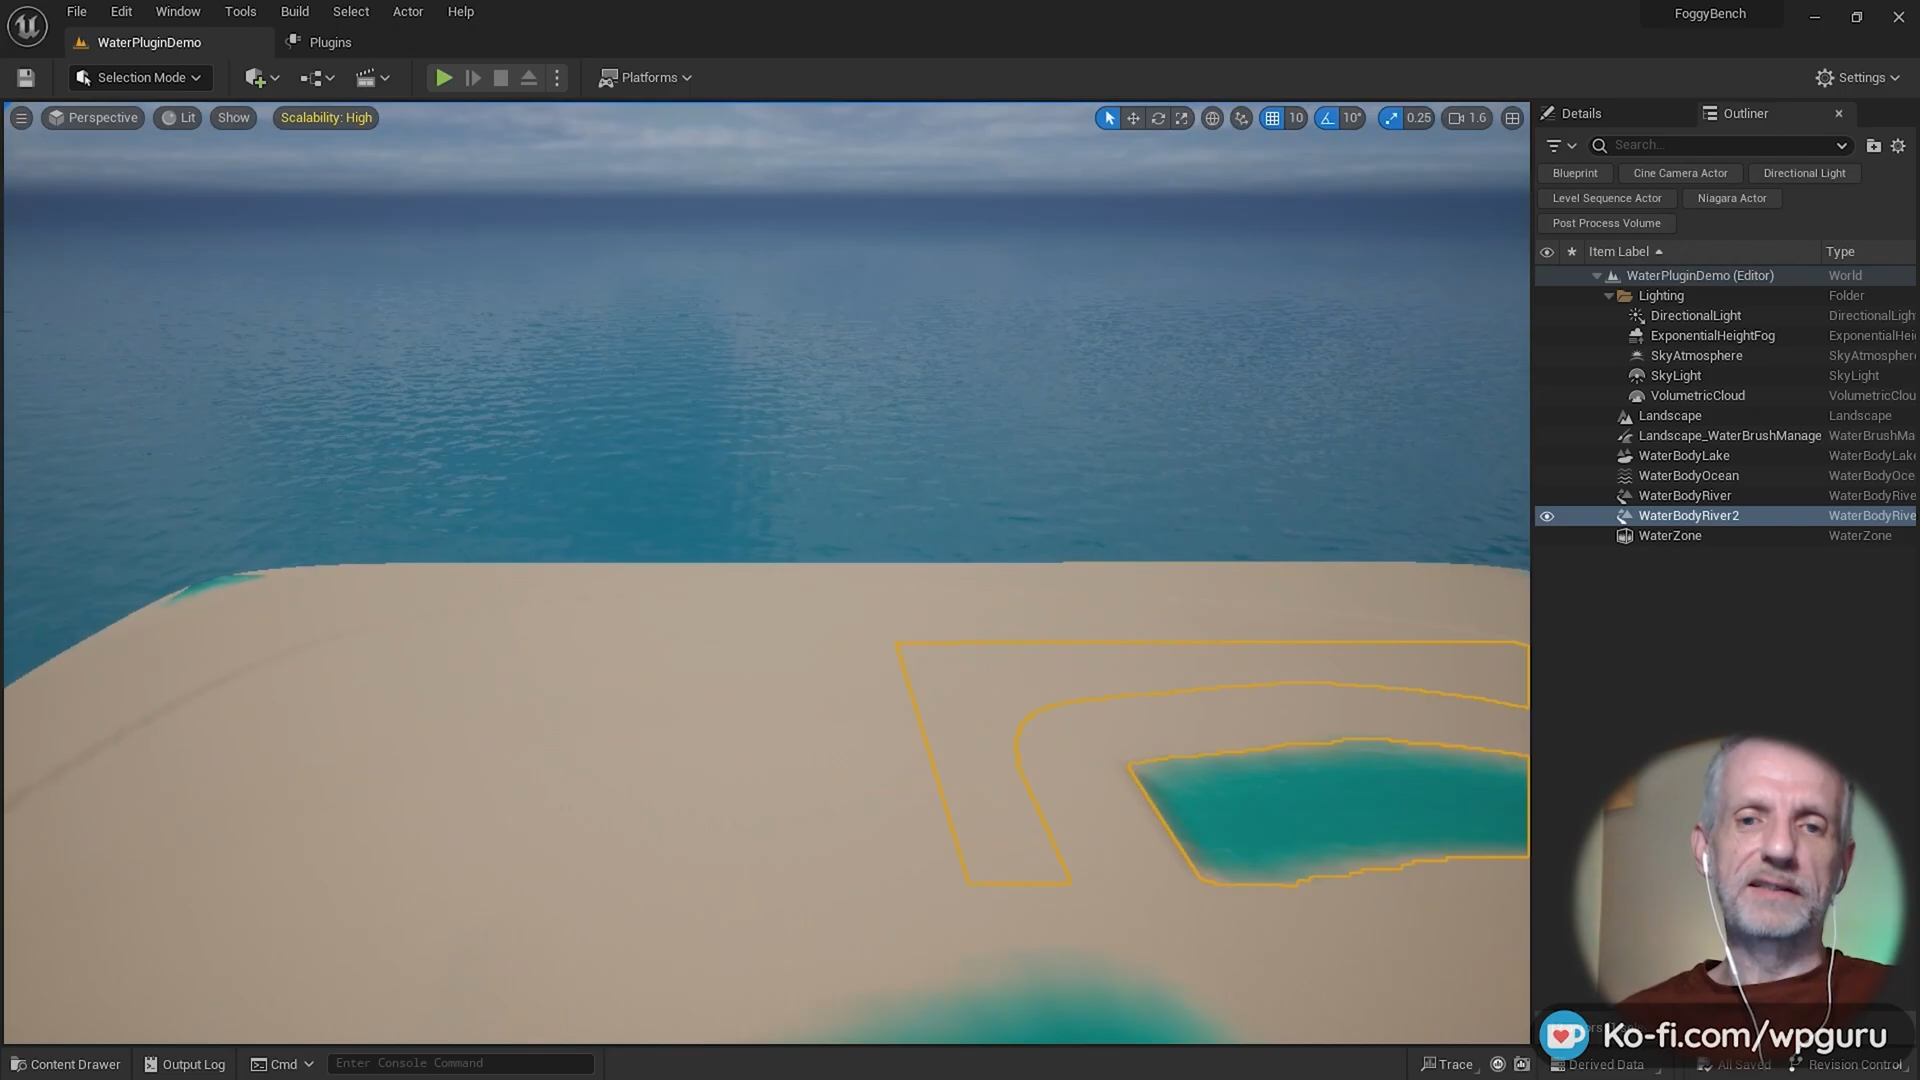 File Edit Window Tools Build Select Actor Help
FoggyBench
WaterPluginDemo
Plugins
Selection Mode
Platforms
Settings
Perspective
Lit
Show
Scalability: High
10
10°
0.25
1.6
Details
Outliner
Search...
Blueprint
Cine Camera Actor
Directional Light
Level Sequence Actor
Niagara Actor
Post Process Volume
Item Label
Type
WaterPluginDemo (Editor) World
Lighting Folder
DirectionalLight DirectionalLigh
ExponentialHeightFog ExponentialHei
SkyAtmosphere SkyAtmospher
SkyLight SkyLight
VolumetricCloud VolumetricClou
Landscape Landscape
Landscape_WaterBrushManage WaterBrushMa
WaterBodyLake WaterBodyLake
WaterBodyOcean WaterBodyOce
WaterBodyRiver WaterBodyRive
WaterBodyRiver2 WaterBodyRive
WaterZone WaterZone
Ko-fi.com/wpguru
Content Drawer
Output Log
Cmd
Enter Console Command
Trace
Derived Data
All Saved
Revision Control